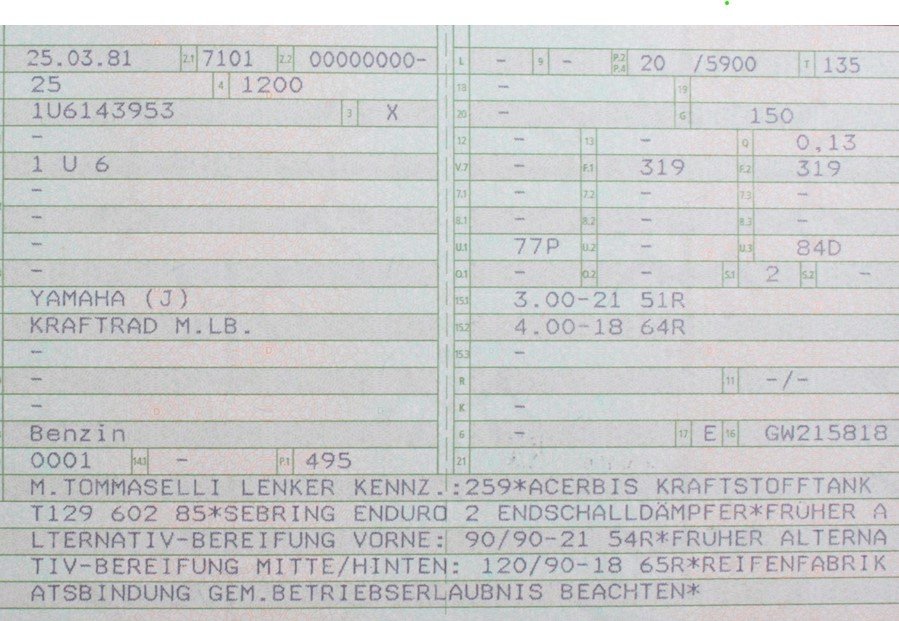 25.03.81 2.1 7101 2.2 00000000-
L - 9 - P.2 P.4 20 /5900 T 135
25 4 1200
18 - 19
1U6143953 3 X
20 - G 150
-
12 - 13 - Q 0,13
1 U 6
V.7 - F.1 319 F.2 319
-
7.1 - 7.2 - 7.3 -
-
8.1 - 8.2 - 8.3 -
-
U.1 77P U.2 - U.3 84D
-
O.1 - O.2 - S.1 2 S.2 -
YAMAHA (J)
15.1 3.00-21 51R
KRAFTRAD M.LB.
15.2 4.00-18 64R
-
15.3 -
-
R 11 -/-
-
K -
Benzin
6 - 17 E 16 GW215818
0001 14.1 - P.1 495
21
M.TOMMASELLI LENKER KENNZ.:259*ACERBIS KRAFTSTOFFTANK
T129 602 85*SEBRING ENDURO 2 ENDSCHALLDÄMPFER*FRÜHER A
LTERNATIV-BEREIFUNG VORNE: 90/90-21 54R*FRÜHER ALTERNA
TIV-BEREIFUNG MITTE/HINTEN: 120/90-18 65R*REIFENFABRIK
ATSBINDUNG GEM.BETRIEBSERLAUBNIS BEACHTEN*